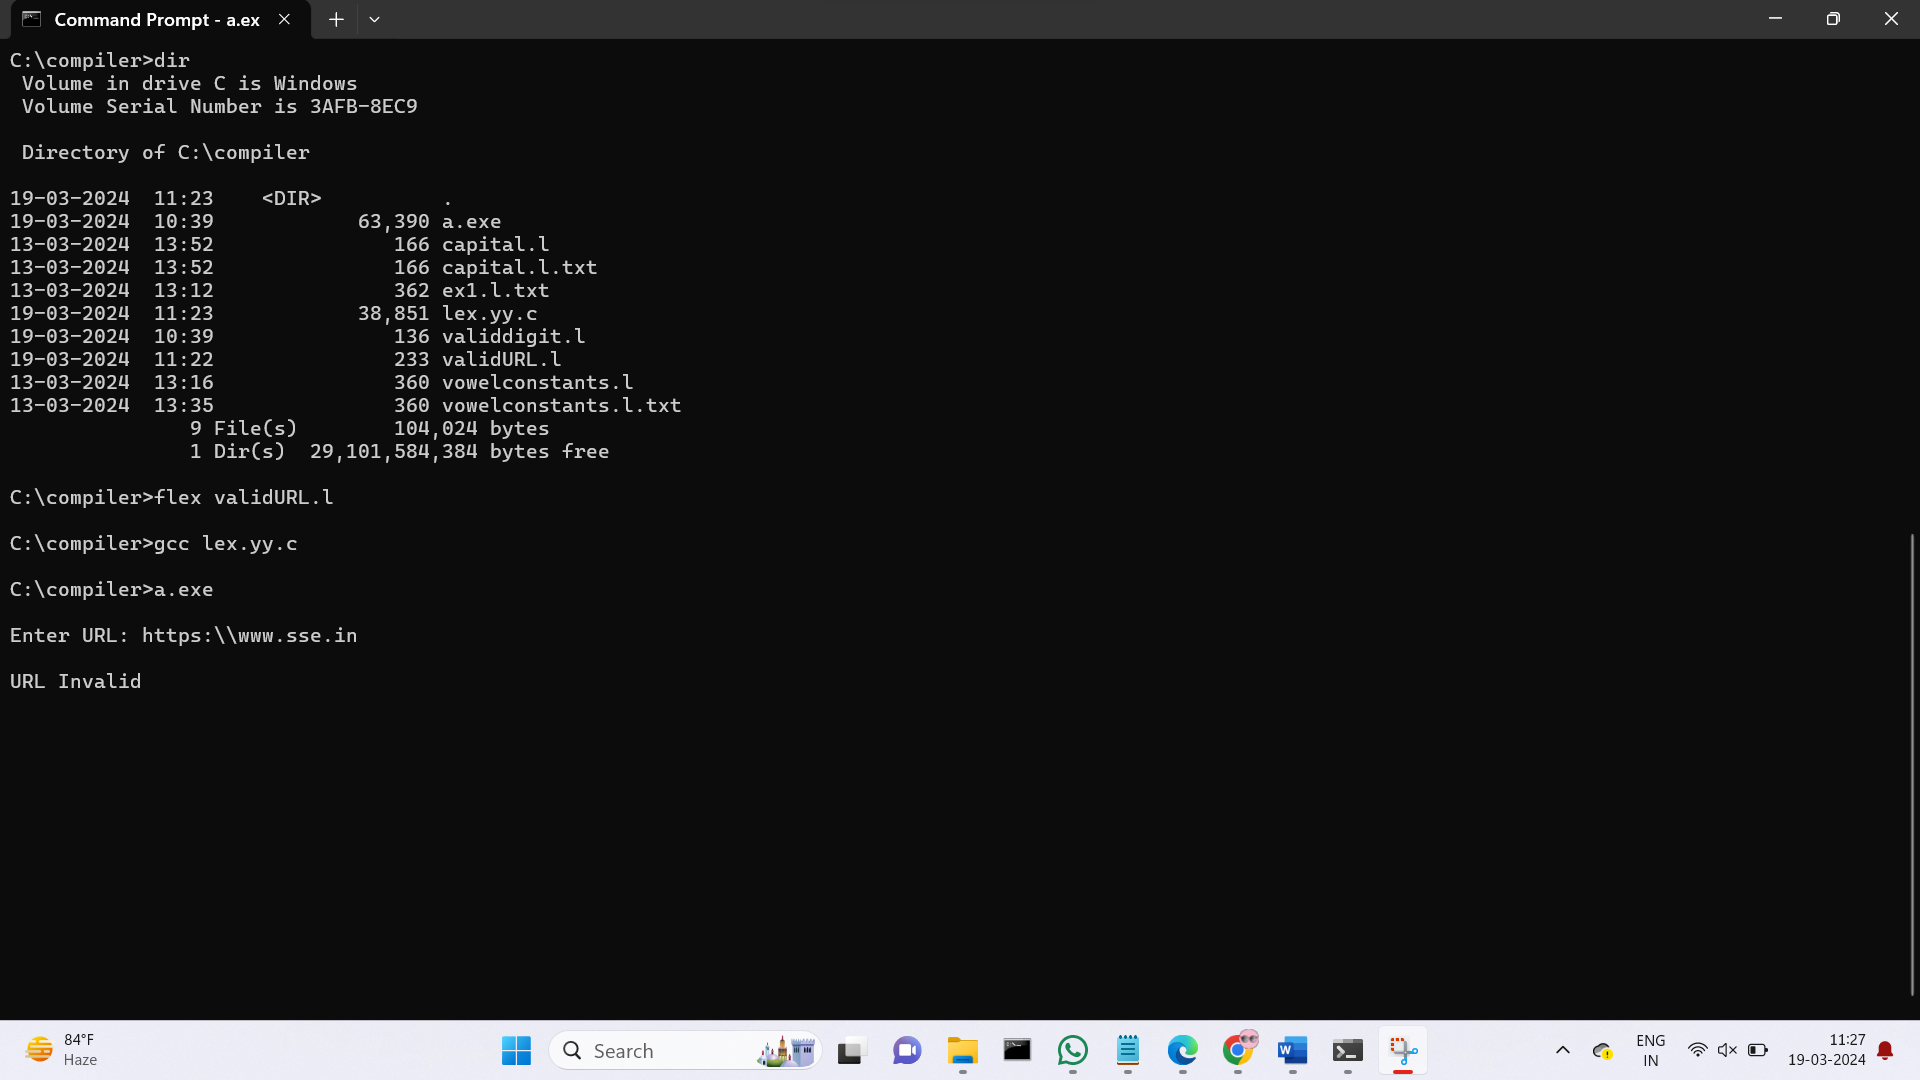 Command Prompt - a.ex
C:\compiler>dir
Volume in drive C is Windows
Volume Serial Number is 3AFB-8EC9
Directory of C:\compiler
19-03-2024  11:23    <DIR>          .
19-03-2024  10:39            63,390 a.exe
13-03-2024  13:52               166 capital.l
13-03-2024  13:52               166 capital.l.txt
13-03-2024  13:12               362 ex1.l.txt
19-03-2024  11:23            38,851 lex.yy.c
19-03-2024  10:39               136 validdigit.l
19-03-2024  11:22               233 validURL.l
13-03-2024  13:16               360 vowelconstants.l
13-03-2024  13:35               360 vowelconstants.l.txt
9 File(s)        104,024 bytes
1 Dir(s)  29,101,584,384 bytes free
C:\compiler>flex validURL.l
C:\compiler>gcc lex.yy.c
C:\compiler>a.exe
Enter URL: https:\\www.sse.in
URL Invalid
84°F
Haze
Search
ENG
IN
11:27
19-03-2024